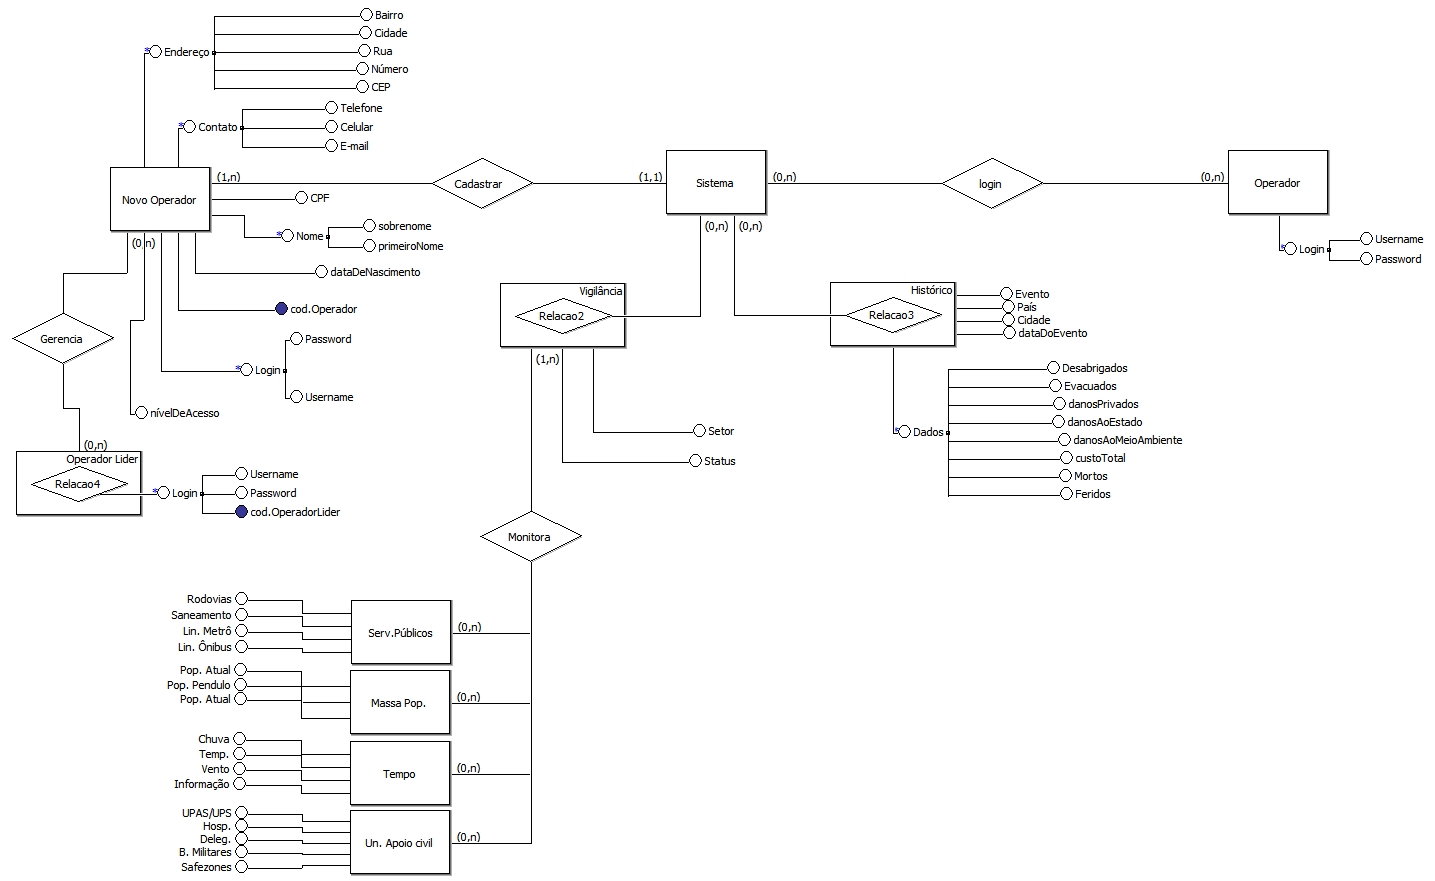 Bairro
* Endereço
Cidade
Rua
Número
CEP
Telefone
* Contato
Celular
E-mail
Novo Operador
(1,n)
Cadastrar
(1,1)
Sistema
(0,n)
login
(0,n)
Operador
CPF
* Nome
sobrenome
primeiroNome
(0,n)
(0,n)
(0,n)
* Login
Username
Password
dataDeNascimento
cod.Operador
Gerencia
Password
* Login
Username
nívelDeAcesso
Vigilância
Relacao2
(1,n)
Histórico
Relacao3
Evento
País
Cidade
dataDoEvento
Desabrigados
Evacuados
danosPrivados
danosAoEstado
* Dados
danosAoMeioAmbiente
custoTotal
Mortos
Feridos
Setor
Status
(0,n)
Operador Lider
Relacao4
* Login
Username
Password
cod.OperadorLider
Monitora
Rodovias
Saneamento
Lin. Metrô
Lin. Ônibus
Serv.Públicos
(0,n)
Pop. Atual
Pop. Pendulo
Pop. Atual
Massa Pop.
(0,n)
Chuva
Temp.
Vento
Informação
Tempo
(0,n)
UPAS/UPS
Hosp.
Deleg.
B. Militares
Safezones
Un. Apoio civil
(0,n)